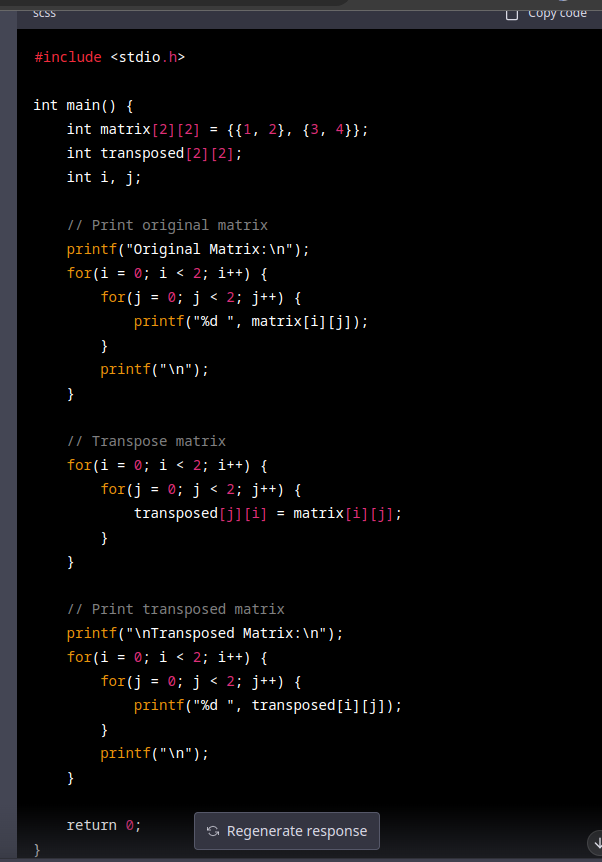 scss Copy code
#include <stdio.h>
int main() {
    int matrix[2][2] = {{1, 2}, {3, 4}};
    int transposed[2][2];
    int i, j;
    // Print original matrix
    printf("Original Matrix:\n");
    for(i = 0; i < 2; i++) {
        for(j = 0; j < 2; j++) {
            printf("%d ", matrix[i][j]);
        }
        printf("\n");
    }
    // Transpose matrix
    for(i = 0; i < 2; i++) {
        for(j = 0; j < 2; j++) {
            transposed[j][i] = matrix[i][j];
        }
    }
    // Print transposed matrix
    printf("\nTransposed Matrix:\n");
    for(i = 0; i < 2; i++) {
        for(j = 0; j < 2; j++) {
            printf("%d ", transposed[i][j]);
        }
        printf("\n");
    }
    return 0;
Regenerate response
}